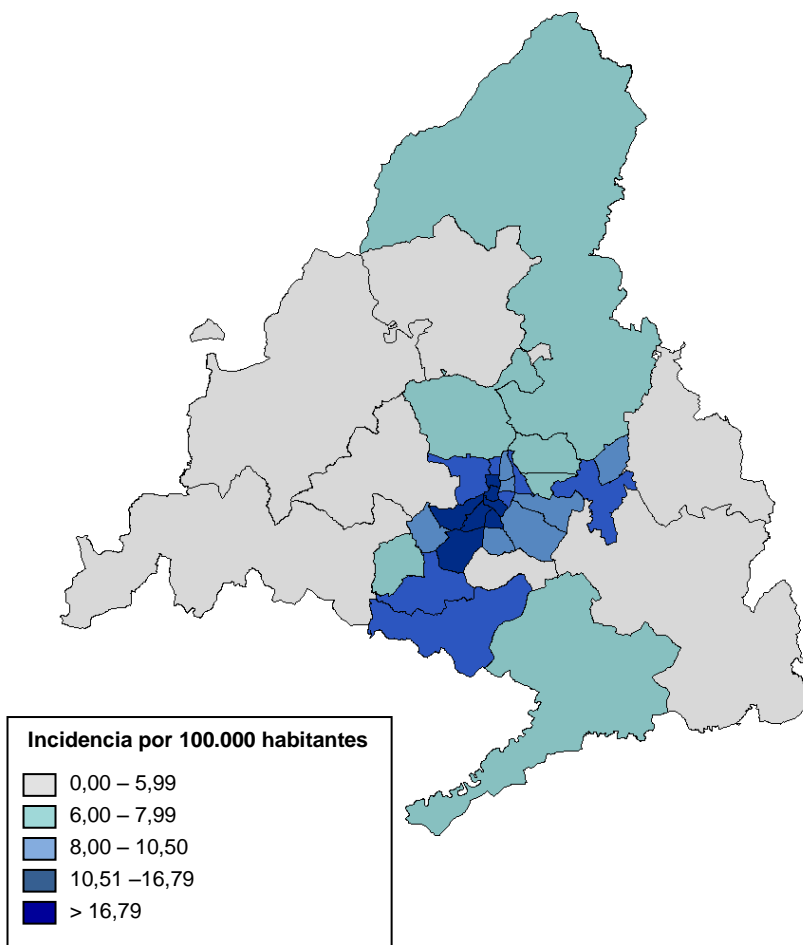 Incidencia por 100.000 habitantes
0,00 – 5,99
6,00 – 7,99
8,00 – 10,50
10,51 –16,79
> 16,79